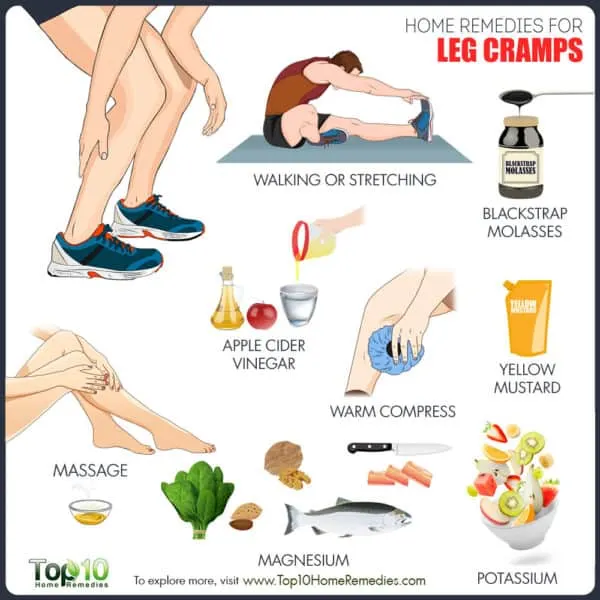 HOME REMEDIES FOR
LEG CRAMPS
WALKING OR STRETCHING
BLACKSTRAP
MOLASSES
BLACKSTRAP
MOLASSES
APPLE CIDER
VINEGAR
YELLOW
MUSTARD
YELLOW
MUSTARD
WARM COMPRESS
MASSAGE
MAGNESIUM
POTASSIUM
Top10
Home Remedies
To explore more, visit www.Top10HomeRemedies.com